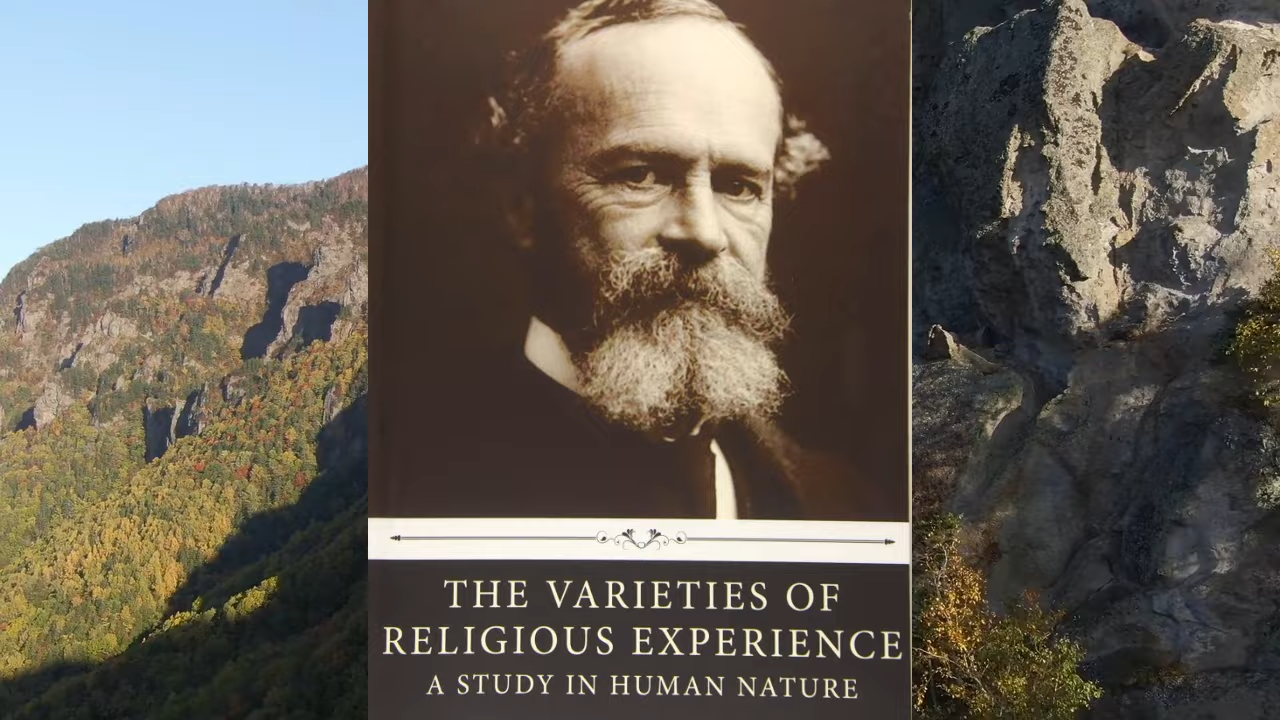 THE VARIETIES OF
RELIGIOUS EXPERIENCE
A STUDY IN HUMAN NATURE